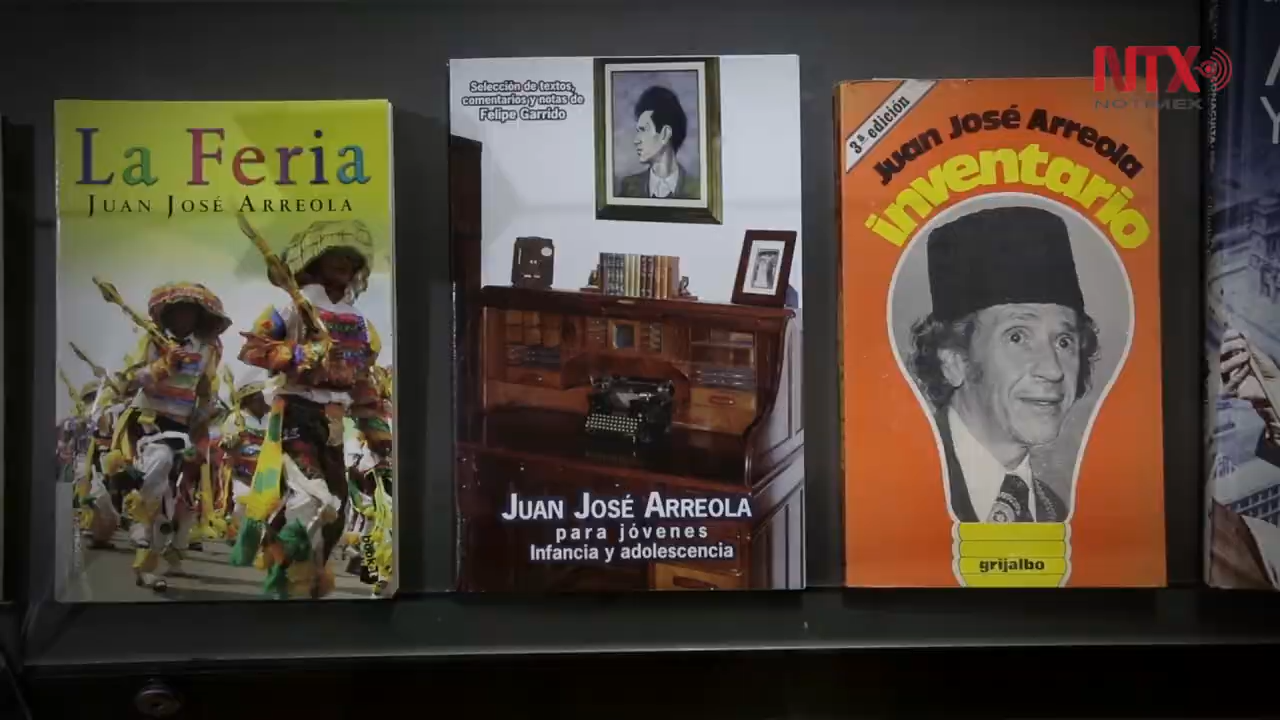 La Feria
JUAN JOSÉ ARREOLA
Selección de textos,
comentarios y notas de
Felipe Garrido
JUAN JOSÉ ARREOLA
para jóvenes
Infancia y adolescencia
3ª edición
Juan José Arreola
inventario
grijalbo
NTX
NOTIMEX